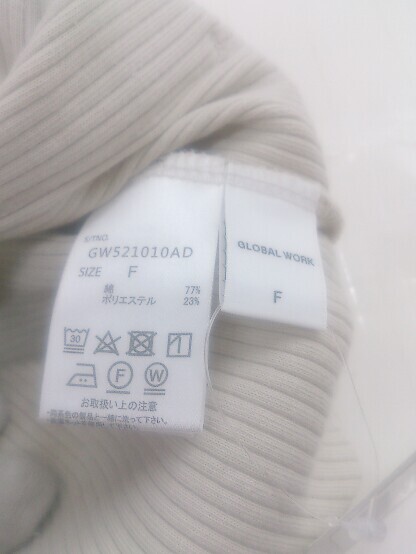 GW521010AD
SIZE F
綿 77%
ポリエステル 23%
30
F
W
お取扱い上の注意
GLOBAL WORK
F